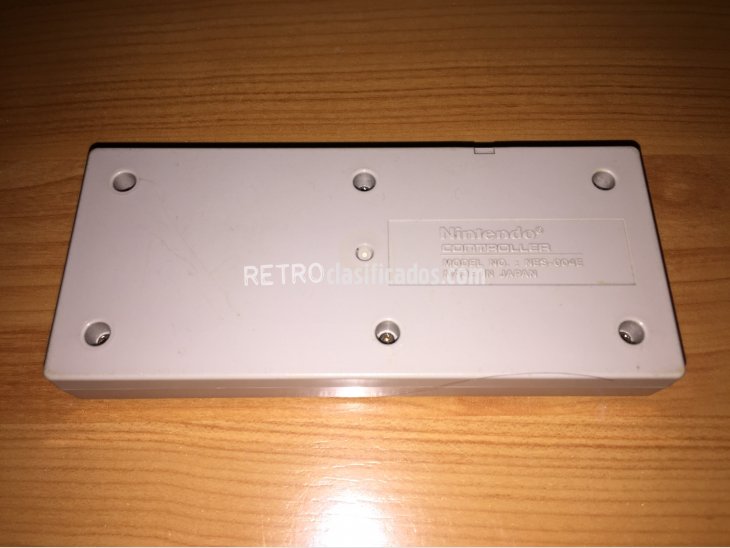 Nintendo®
CONTROLLER
MODEL NO. : NES-004E
MADE IN JAPAN
RETROclasificados.com